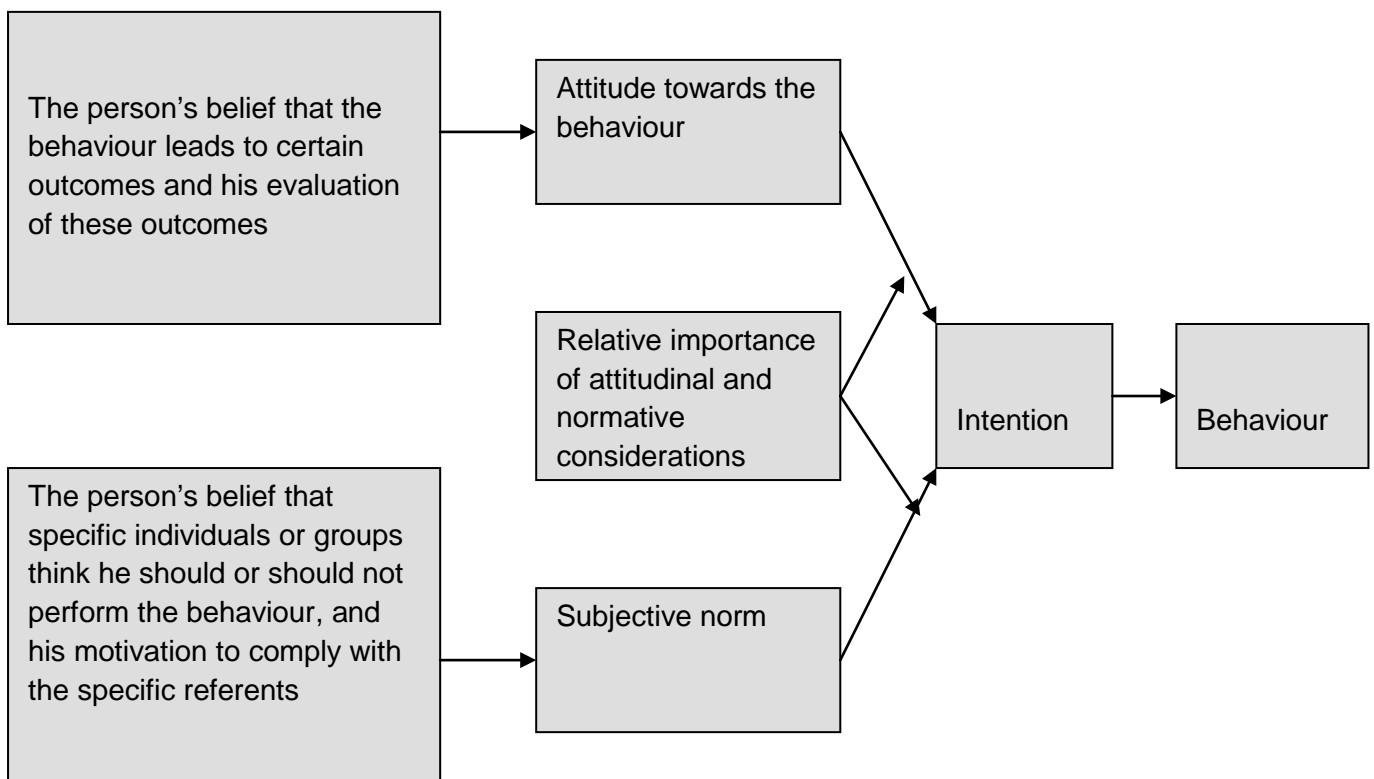 The person’s belief that the
behaviour leads to certain
outcomes and his evaluation
of these outcomes
Attitude towards the
behaviour
Relative importance
of attitudinal and
normative
considerations
Intention
Behaviour
The person’s belief that
specific individuals or groups
think he should or should not
perform the behaviour, and
his motivation to comply with
the specific referents
Subjective norm